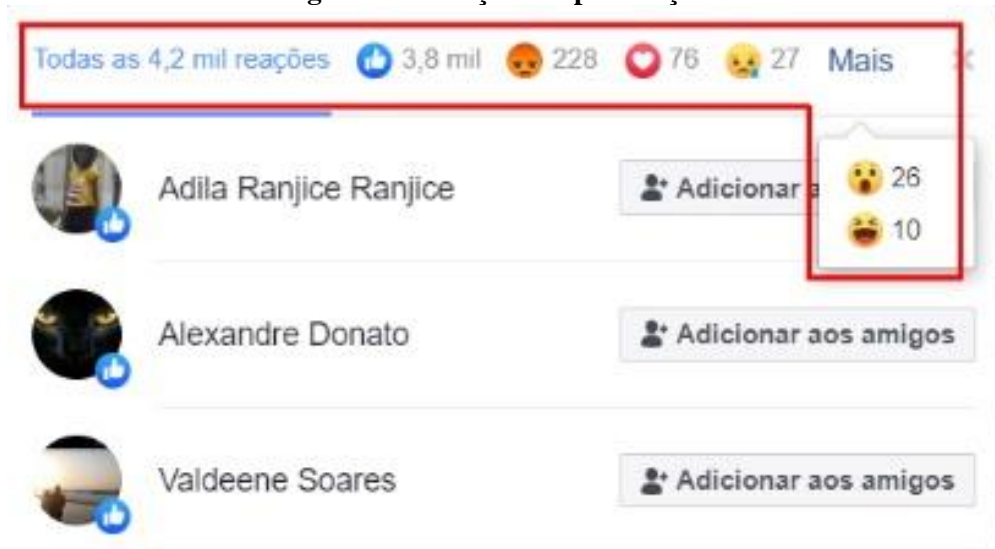 Todas as 4,2 mil reações 3,8 mil 228 76 27 Mais ×
26
10
Adila Ranjice Ranjice Adicionar a
Alexandre Donato Adicionar aos amigos
Valdeene Soares Adicionar aos amigos